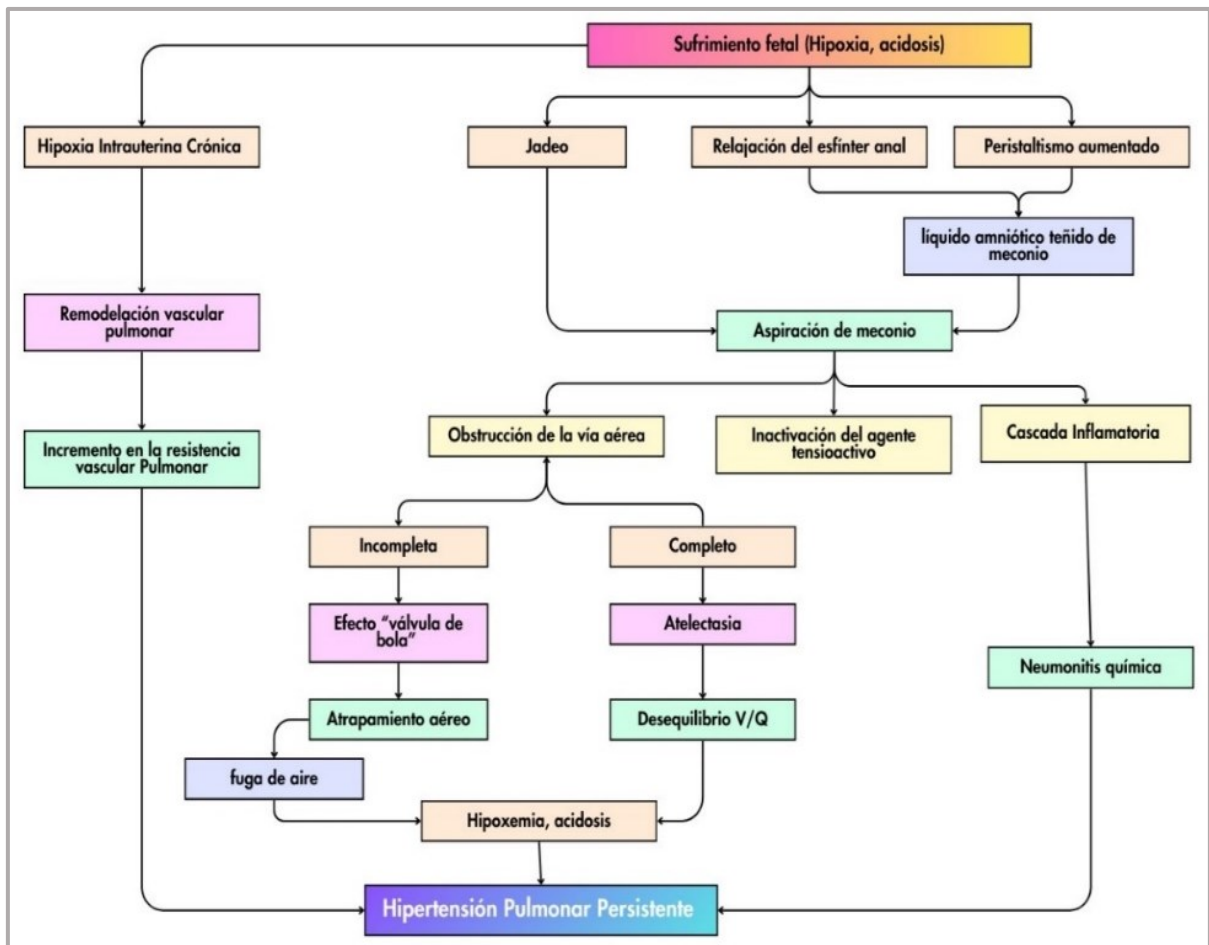 Sufrimiento fetal (Hipoxia, acidosis)
Hipoxia Intrauterina Crónica
Jadeo
Relajación del esfínter anal
Peristaltismo aumentado
líquido amniótico teñido de
meconio
Remodelación vascular
pulmonar
Aspiración de meconio
Incremento en la resistencia
vascular Pulmonar
Obstrucción de la vía aérea
Inactivación del agente
tensioactivo
Cascada Inflamatoria
Incompleta
Completo
Efecto “válvula de
bola”
Atelectasia
Neumonitis química
Atrapamiento aéreo
Desequilibrio V/Q
fuga de aire
Hipoxemia, acidosis
Hipertensión Pulmonar Persistente